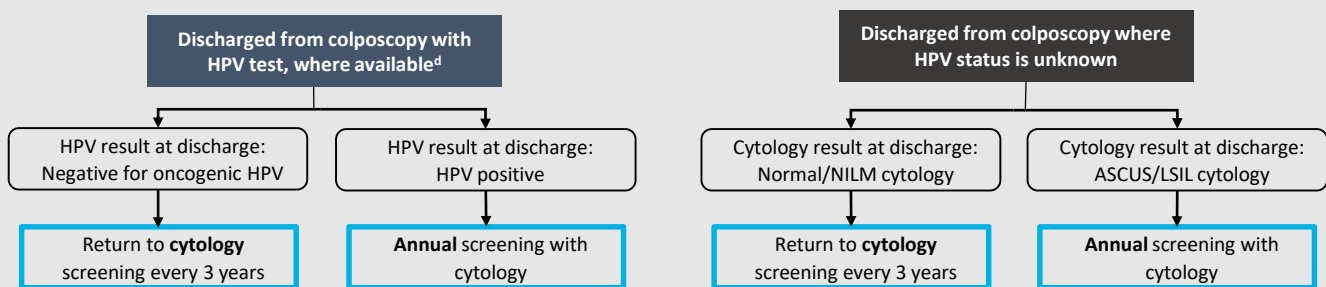 Discharged from colposcopy with
HPV test, where availableᵈ
HPV result at discharge:
Negative for oncogenic HPV
Return to cytology
screening every 3 years
HPV result at discharge:
HPV positive
Annual screening with
cytology
Discharged from colposcopy where
HPV status is unknown
Cytology result at discharge:
Normal/NILM cytology
Return to cytology
screening every 3 years
Cytology result at discharge:
ASCUS/LSIL cytology
Annual screening with
cytology